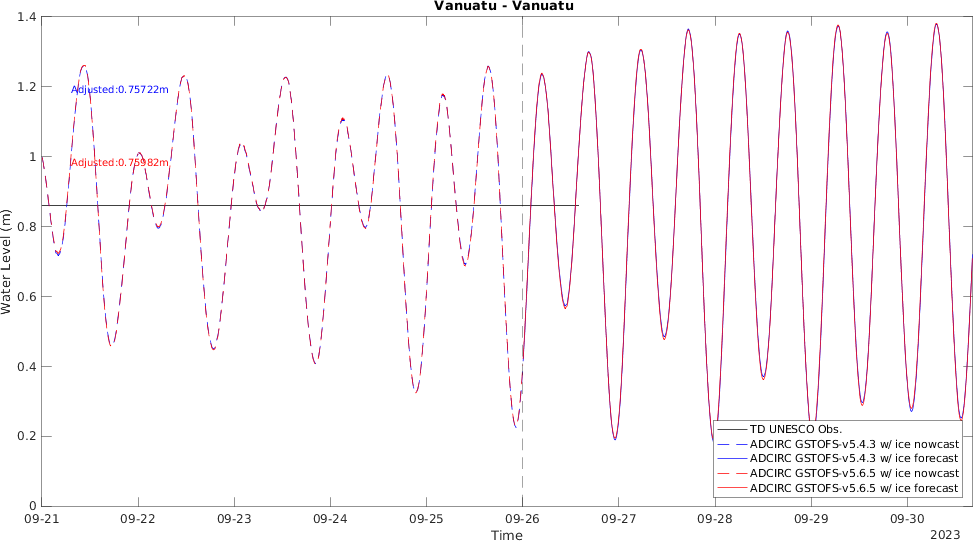 Vanuatu - Vanuatu
1.4
1.2
1
0.8
0.6
0.4
0.2
0
Water Level (m)
Adjusted:0.75722m
Adjusted:0.75982m
TD UNESCO Obs.
ADCIRC GSTOFS-v5.4.3 w/ ice nowcast
ADCIRC GSTOFS-v5.4.3 w/ ice forecast
ADCIRC GSTOFS-v5.6.5 w/ ice nowcast
ADCIRC GSTOFS-v5.6.5 w/ ice forecast
09-21 09-22 09-23 09-24 09-25 09-26 09-27 09-28 09-29 09-30
Time
2023